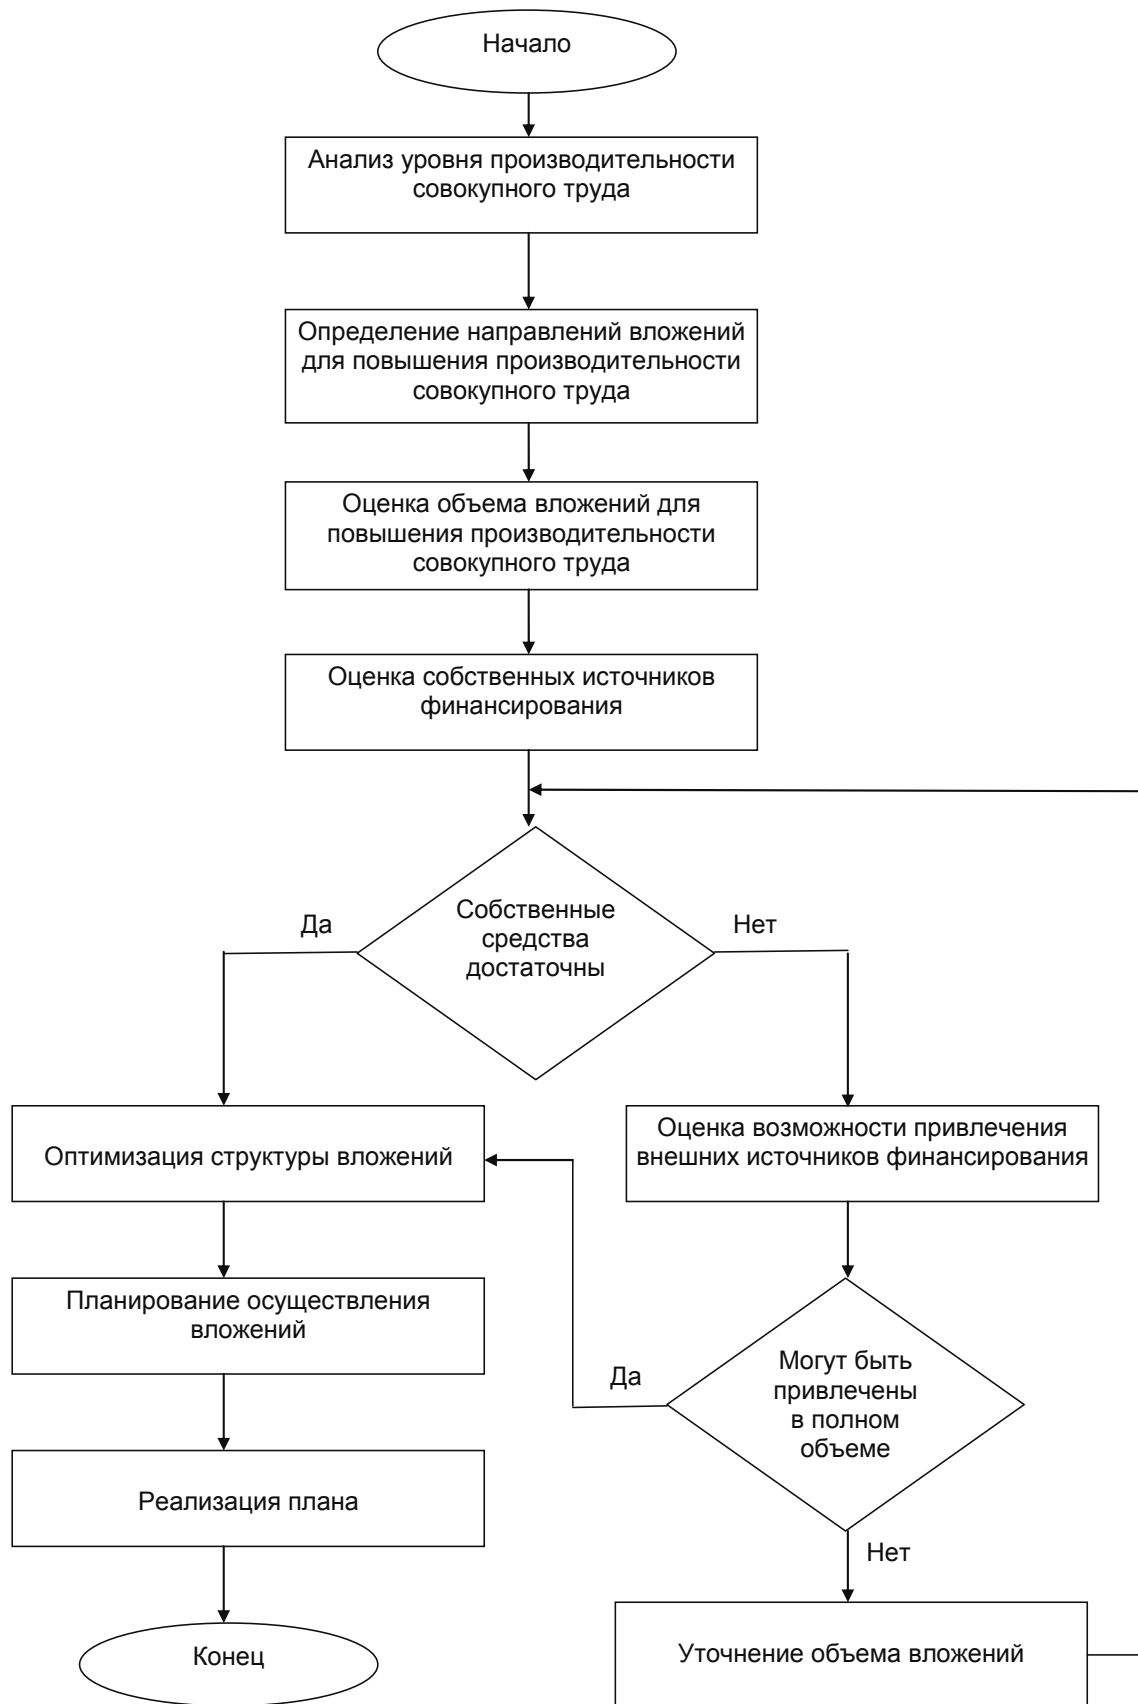 Начало
Анализ уровня производительности
совокупного труда
Определение направлений вложений
для повышения производительности
совокупного труда
Оценка объема вложений для
повышения производительности
совокупного труда
Оценка собственных источников
финансирования
Собственные
средства
достаточны
Да
Нет
Оптимизация структуры вложений
Оценка возможности привлечения
внешних источников финансирования
Планирование осуществления
вложений
Могут быть
привлечены
в полном
объеме
Да
Нет
Реализация плана
Конец
Уточнение объема вложений